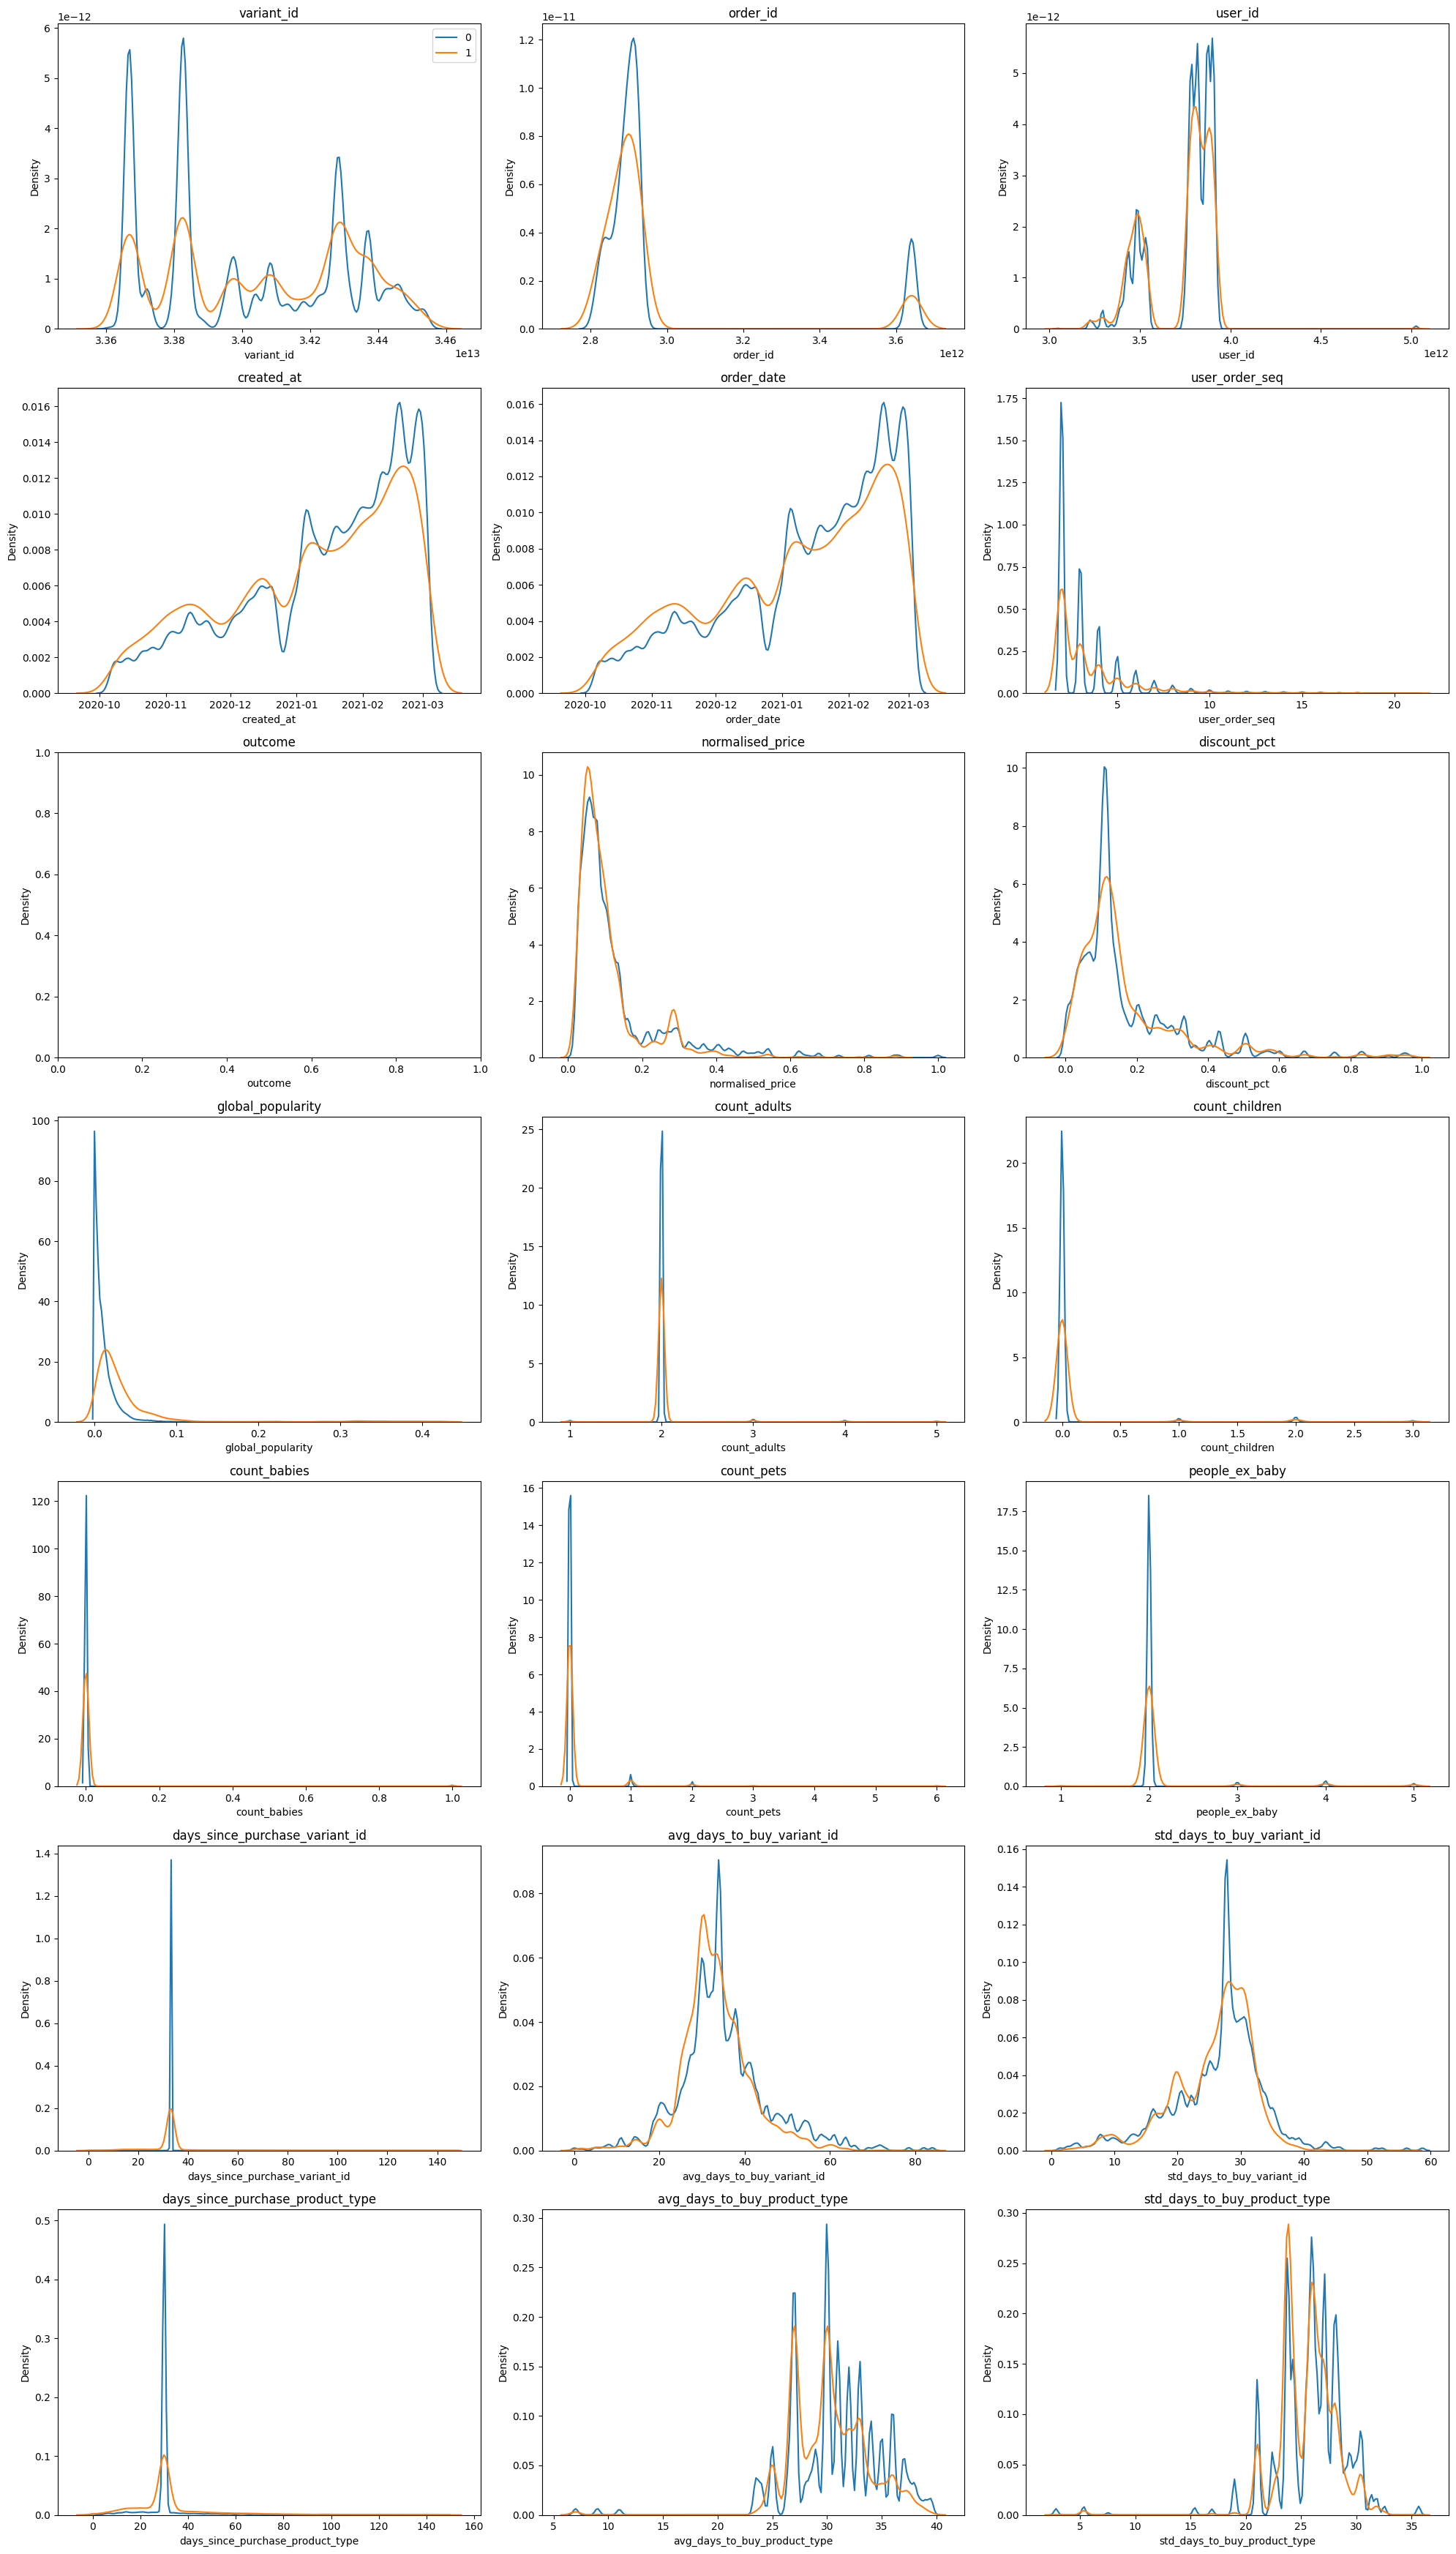 variant_id
1e−12
0
1
6
5
4
3
2
1
0
Density
3.36 3.38 3.40 3.42 3.44 3.46
1e13
variant_id
order_id
1e−11
1.2
1.0
0.8
0.6
0.4
0.2
0.0
Density
2.8 3.0 3.2 3.4 3.6
1e12
order_id
user_id
1e−12
5
4
3
2
1
0
Density
3.0 3.5 4.0 4.5 5.0
1e12
user_id
created_at
0.016
0.014
0.012
0.010
0.008
0.006
0.004
0.002
0.000
Density
2020-10 2020-11 2020-12 2021-01 2021-02 2021-03
created_at
order_date
0.016
0.014
0.012
0.010
0.008
0.006
0.004
0.002
0.000
Density
2020-10 2020-11 2020-12 2021-01 2021-02 2021-03
order_date
user_order_seq
1.75
1.50
1.25
1.00
0.75
0.50
0.25
0.00
Density
5 10 15 20
user_order_seq
outcome
1.0
0.8
0.6
0.4
0.2
0.0
Density
0.0 0.2 0.4 0.6 0.8 1.0
outcome
normalised_price
10
8
6
4
2
0
Density
0.0 0.2 0.4 0.6 0.8 1.0
normalised_price
discount_pct
10
8
6
4
2
0
Density
0.0 0.2 0.4 0.6 0.8 1.0
discount_pct
global_popularity
100
80
60
40
20
0
Density
0.0 0.1 0.2 0.3 0.4
global_popularity
count_adults
25
20
15
10
5
0
Density
1 2 3 4 5
count_adults
count_children
20
15
10
5
0
Density
0.0 0.5 1.0 1.5 2.0 2.5 3.0
count_children
count_babies
120
100
80
60
40
20
0
Density
0.0 0.2 0.4 0.6 0.8 1.0
count_babies
count_pets
16
14
12
10
8
6
4
2
0
Density
0 1 2 3 4 5 6
count_pets
people_ex_baby
17.5
15.0
12.5
10.0
7.5
5.0
2.5
0.0
Density
1 2 3 4 5
people_ex_baby
days_since_purchase_variant_id
1.4
1.2
1.0
0.8
0.6
0.4
0.2
0.0
Density
0 20 40 60 80 100 120 140
days_since_purchase_variant_id
avg_days_to_buy_variant_id
0.08
0.06
0.04
0.02
0.00
Density
0 20 40 60 80
avg_days_to_buy_variant_id
std_days_to_buy_variant_id
0.16
0.14
0.12
0.10
0.08
0.06
0.04
0.02
0.00
Density
0 10 20 30 40 50 60
std_days_to_buy_variant_id
days_since_purchase_product_type
0.5
0.4
0.3
0.2
0.1
0.0
Density
0 20 40 60 80 100 120 140 160
days_since_purchase_product_type
avg_days_to_buy_product_type
0.30
0.25
0.20
0.15
0.10
0.05
0.00
Density
5 10 15 20 25 30 35 40
avg_days_to_buy_product_type
std_days_to_buy_product_type
0.30
0.25
0.20
0.15
0.10
0.05
0.00
Density
5 10 15 20 25 30 35
std_days_to_buy_product_type